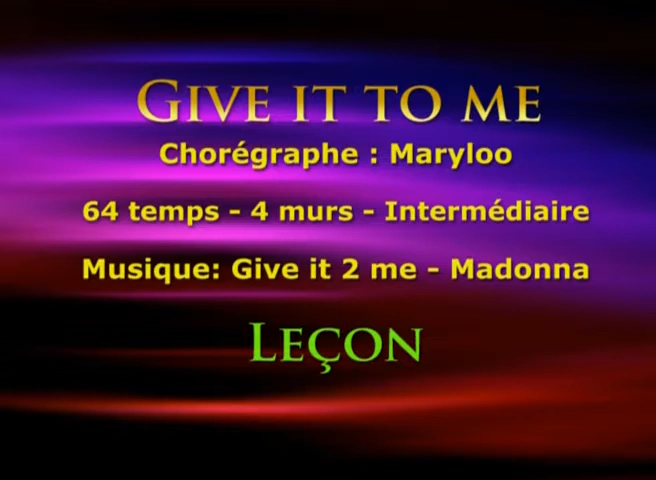 Give it to me
Chorégraphe : Maryloo
64 temps - 4 murs - Intermédiaire
Musique: Give it 2 me - Madonna
Leçon